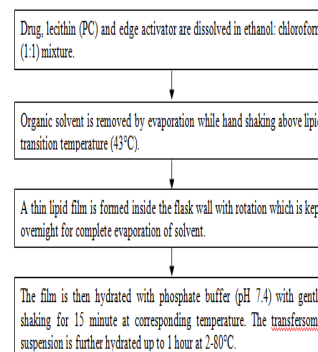 Drug, lecithin (PC) and edge activator are dissolved in ethanol: chloroform
(1:1) mixture.
Organic solvent is removed by evaporation while hand shaking above lipid
transition temperature (43°C).
A thin lipid film is formed inside the flask wall with rotation which is kep
overnight for complete evaporation of solvent.
The film is then hydrated with phosphate buffer (pH 7.4) with gentl
shaking for 15 minute at corresponding temperature. The transfersom
suspension is further hydrated up to 1 hour at 2-80°C.